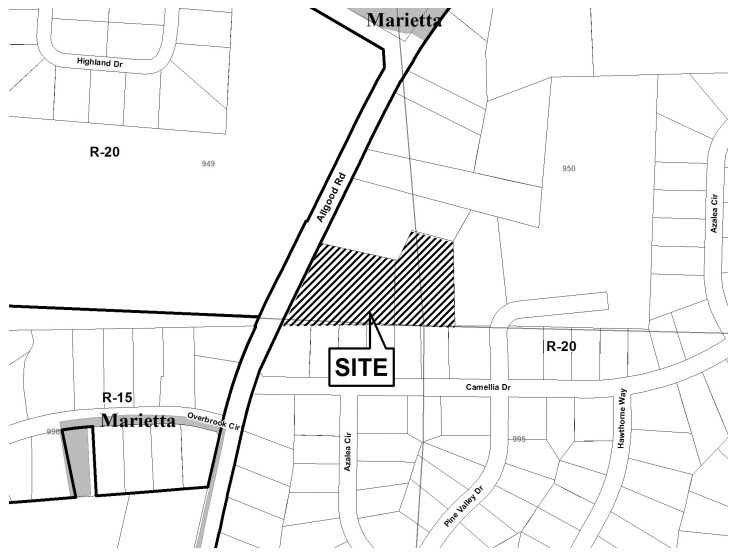 Marietta
Highland Dr
R-20
949
950
Allgood Rd
Azalea Cir
SITE
R-20
Camellia Dr
R-15
Marietta
Overbrook Cir
998
995
Azalea Cir
Hawthorne Way
Pine Valley Dr